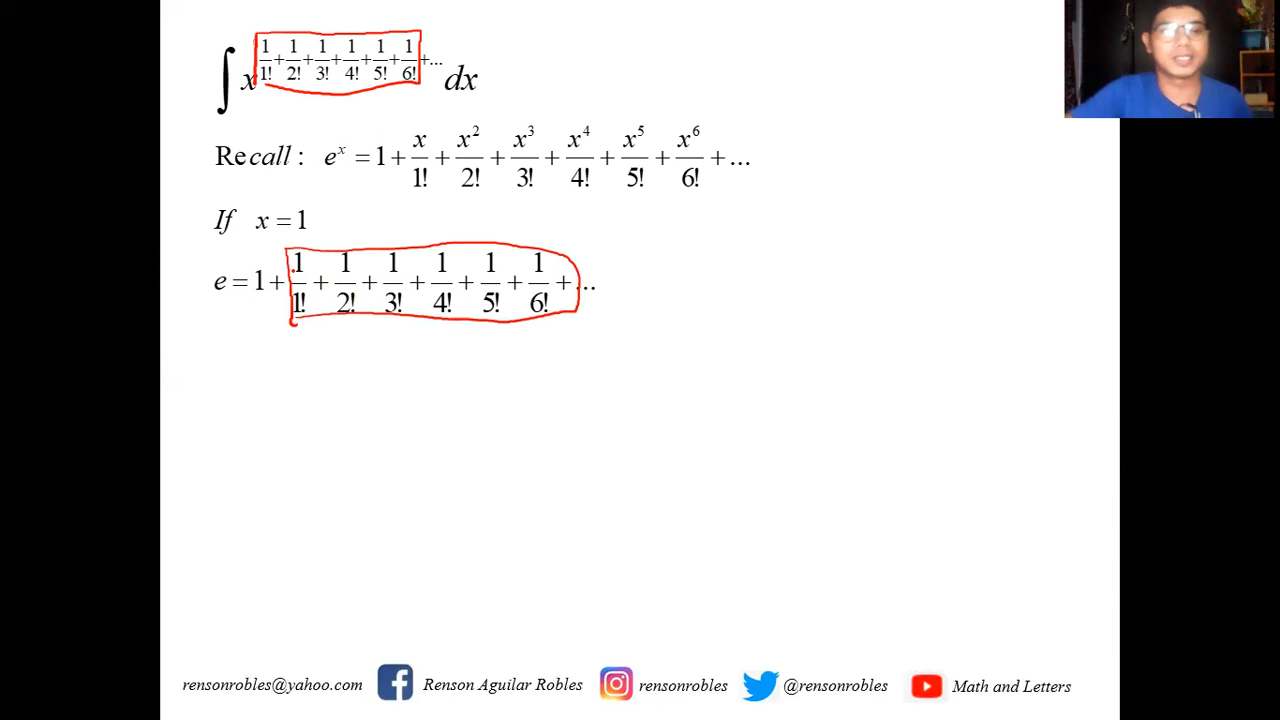 ∫ x^(1/1! + 1/2! + 1/3! + 1/4! + 1/5! + 1/6! + ...) dx
Recall : e^x = 1 + x/1! + x^2/2! + x^3/3! + x^4/4! + x^5/5! + x^6/6! + ...
If x = 1
e = 1 + 1/1! + 1/2! + 1/3! + 1/4! + 1/5! + 1/6! + ...
rensonrobles@yahoo.com Renson Aguilar Robles rensonrobles @rensonrobles Math and Letters